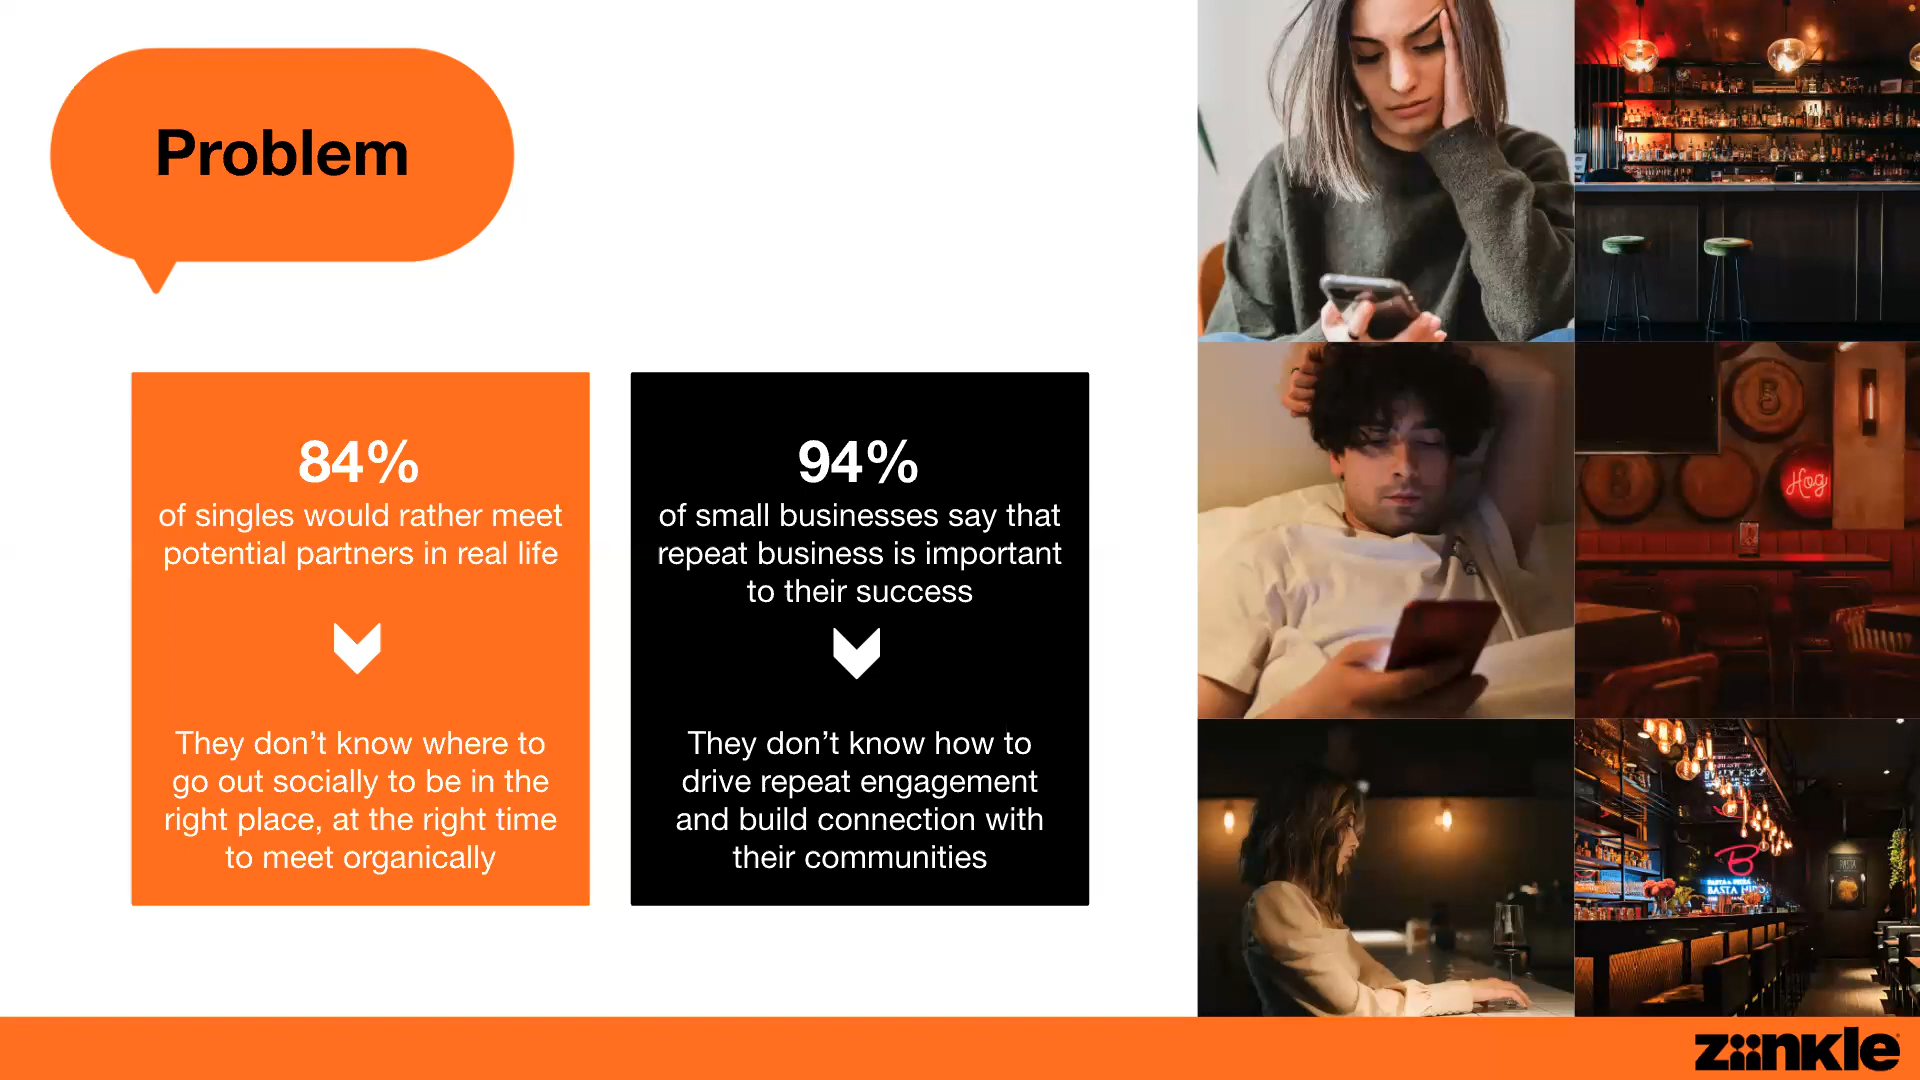 Problem
84%
of singles would rather meet
potential partners in real life
They don’t know where to
go out socially to be in the
right place, at the right time
to meet organically
94%
of small businesses say that
repeat business is important
to their success
They don’t know how to
drive repeat engagement
and build connection with
their communities
B
B
Hog
B
PASTA
ziinkle